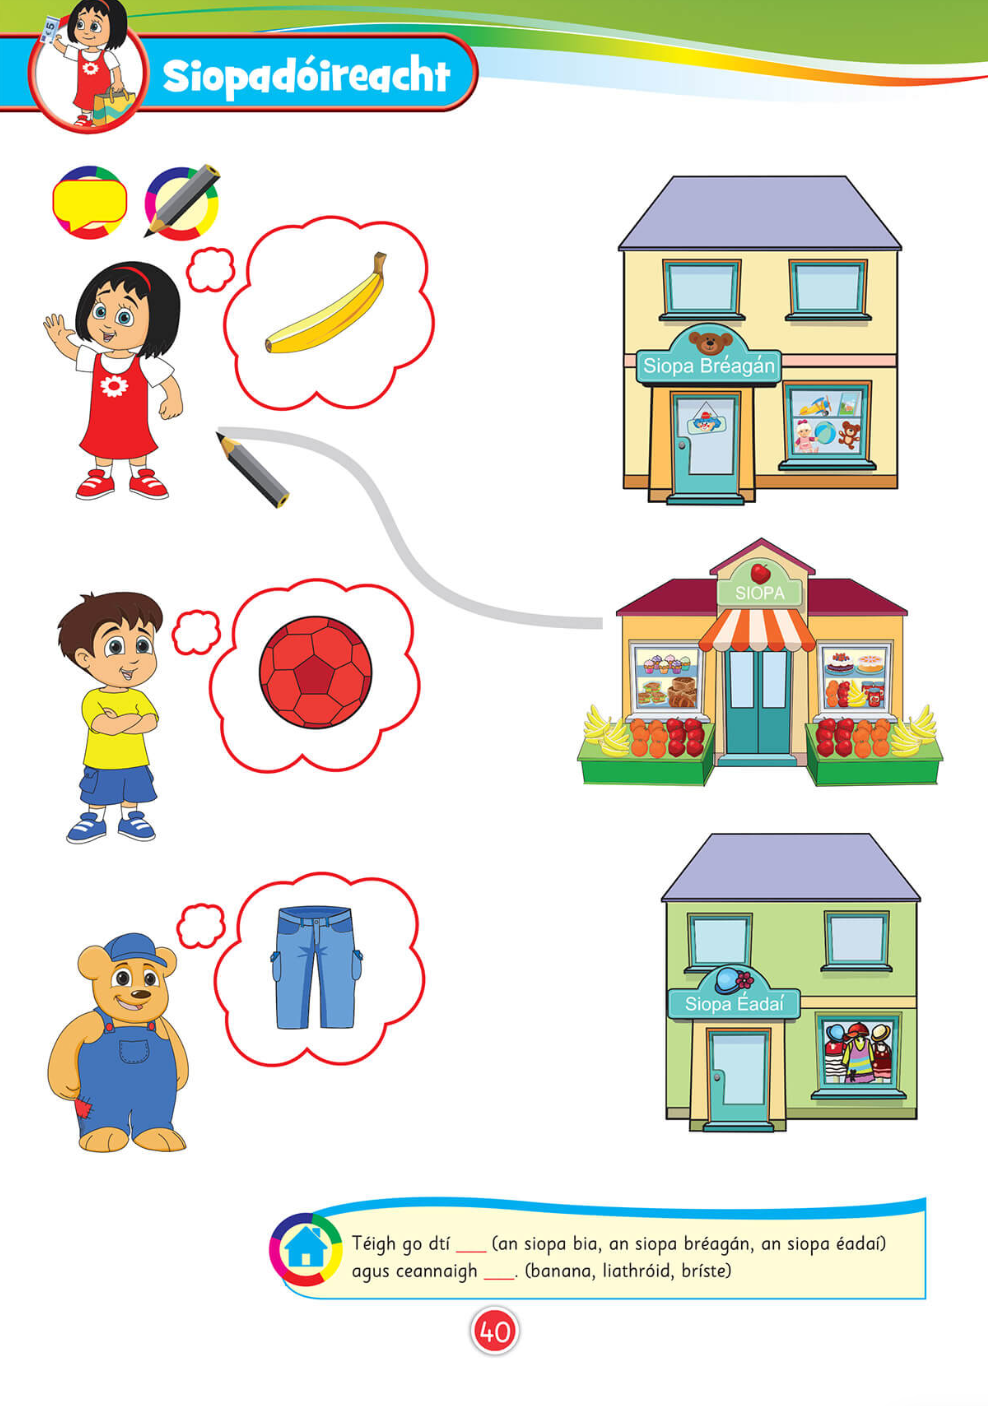 Siopadóireacht
Siopa Bréagán
SIOPA
Siopa Éadaí
Téigh go dtí ___ (an siopa bia, an siopa bréagán, an siopa éadaí)
agus ceannaigh ___. (banana, liathróid, bríste)
40